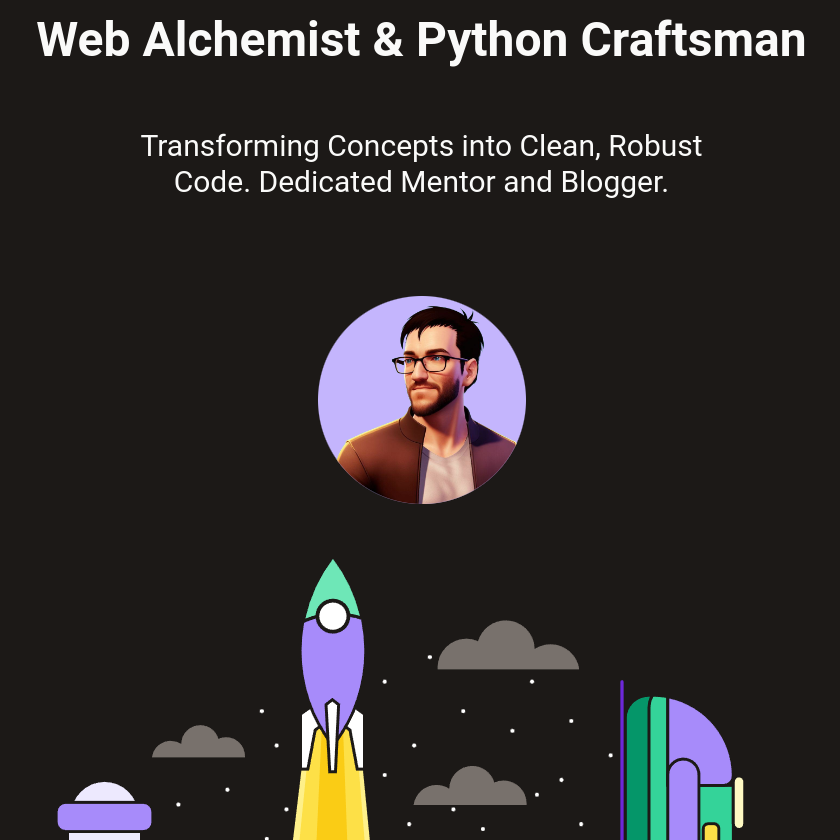 Web Alchemist & Python Craftsman
Transforming Concepts into Clean, Robust
Code. Dedicated Mentor and Blogger.